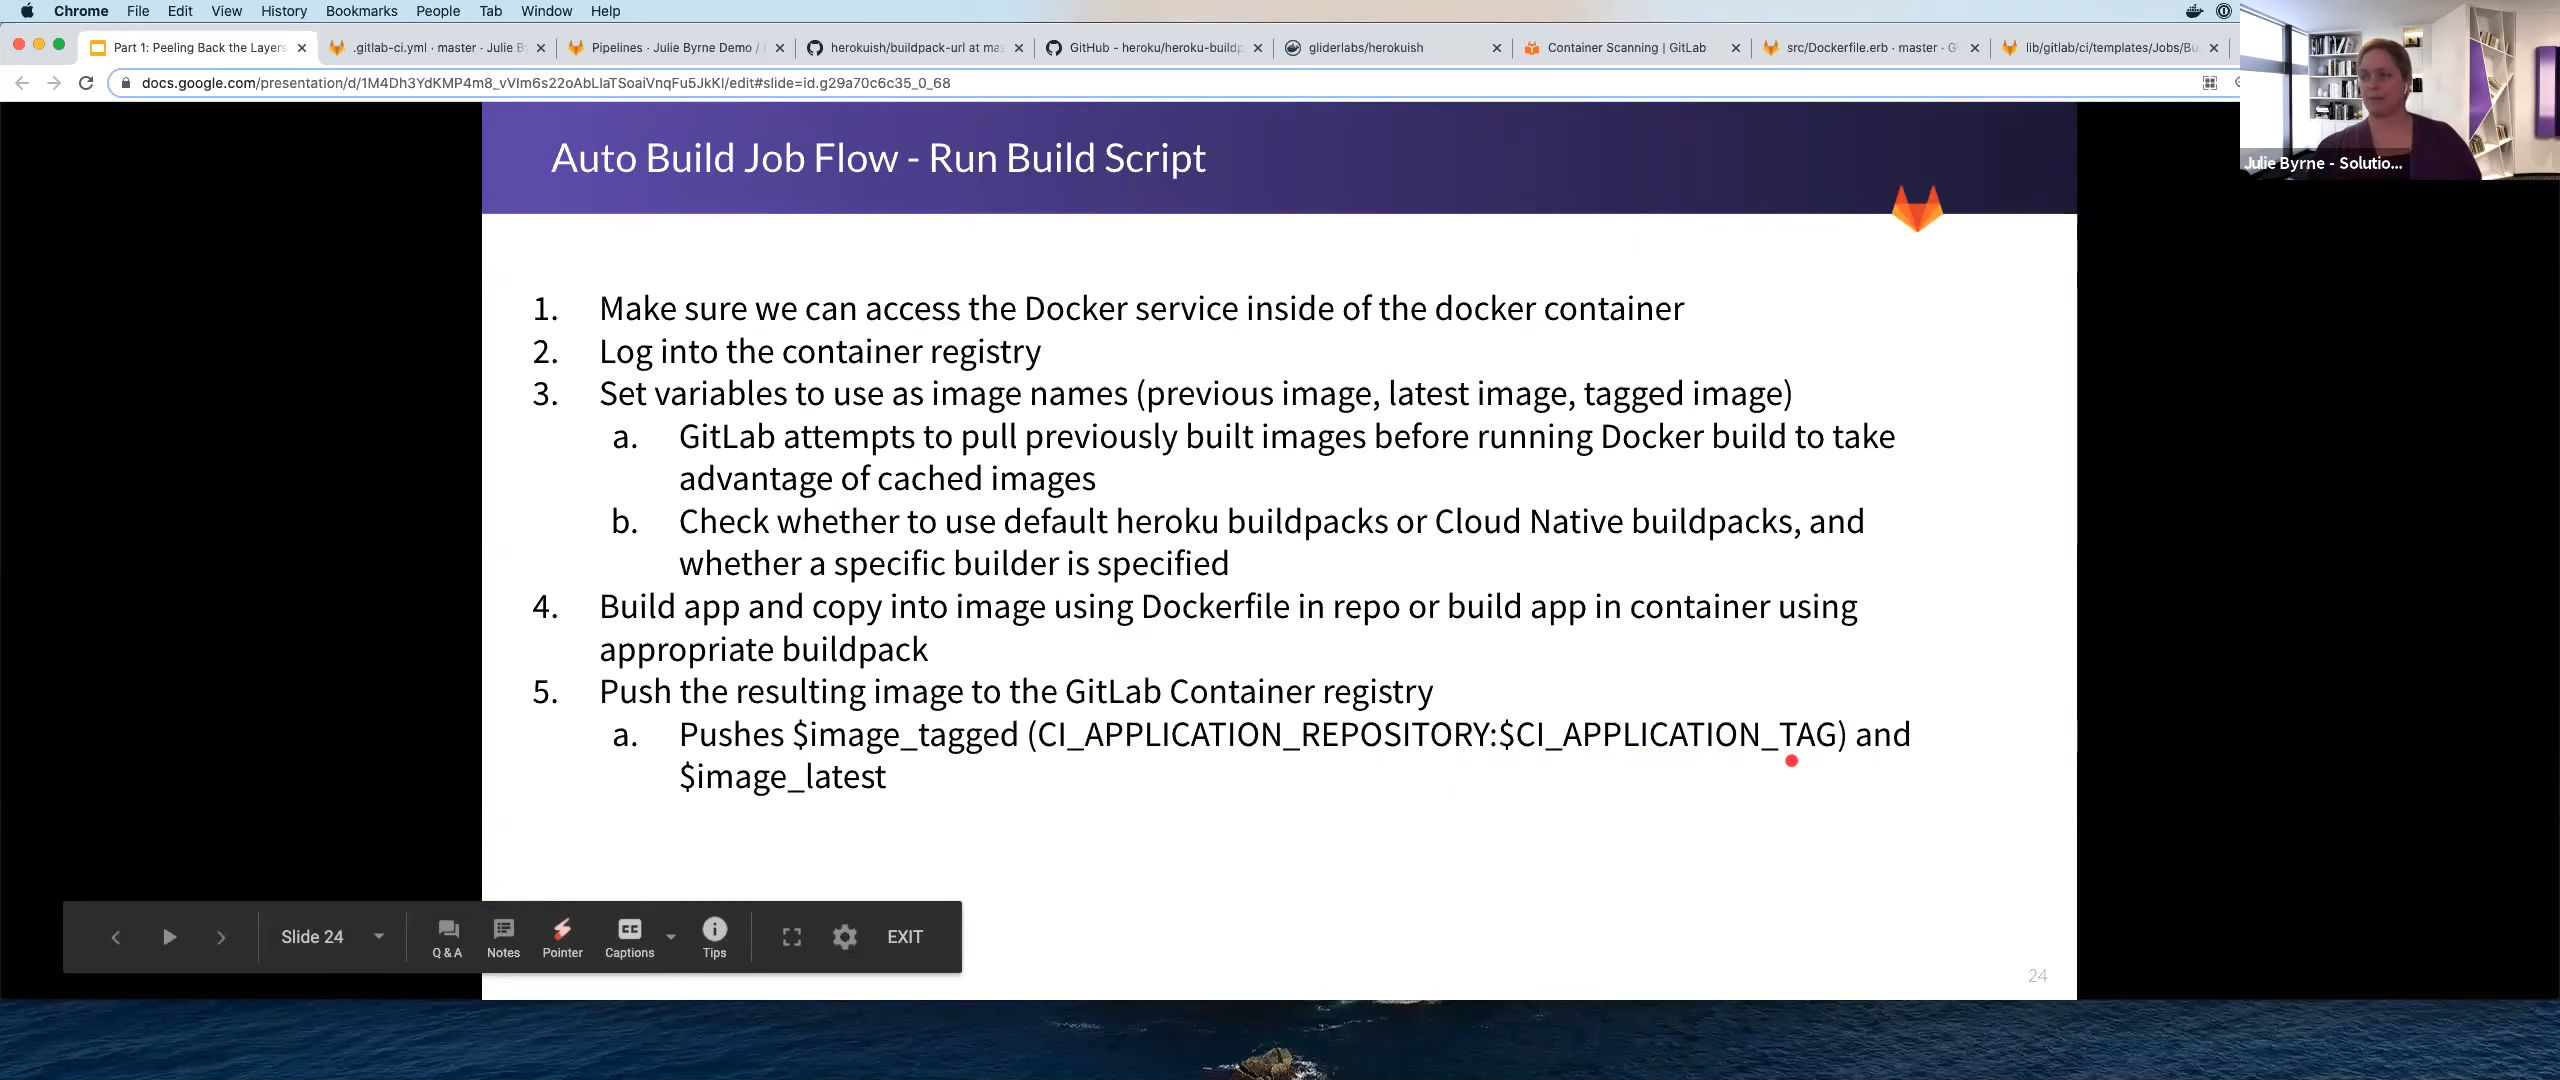 Chrome File Edit View History Bookmarks People Tab Window Help
Part 1: Peeling Back the Layers
.gitlab-ci.yml · master · Julie B
Pipelines · Julie Byrne Demo /
herokuish/buildpack-url at mas
GitHub - heroku/heroku-buildp
gliderlabs/herokuish
Container Scanning | GitLab
src/Dockerfile.erb · master · G
lib/gitlab/ci/templates/Jobs/Bu
docs.google.com/presentation/d/1M4Dh3YdKMP4m8_vVIm6s22oAbLIaTSoaiVnqFu5JkKI/edit#slide=id.g29a70c6c35_0_68
Julie Byrne - Solutio...
Auto Build Job Flow - Run Build Script
1. Make sure we can access the Docker service inside of the docker container
2. Log into the container registry
3. Set variables to use as image names (previous image, latest image, tagged image)
a. GitLab attempts to pull previously built images before running Docker build to take
advantage of cached images
b. Check whether to use default heroku buildpacks or Cloud Native buildpacks, and
whether a specific builder is specified
4. Build app and copy into image using Dockerfile in repo or build app in container using
appropriate buildpack
5. Push the resulting image to the GitLab Container registry
a. Pushes $image_tagged (CI_APPLICATION_REPOSITORY:$CI_APPLICATION_TAG) and
$image_latest
Slide 24
Q & A
Notes
Pointer
CC
Captions
Tips
EXIT
24